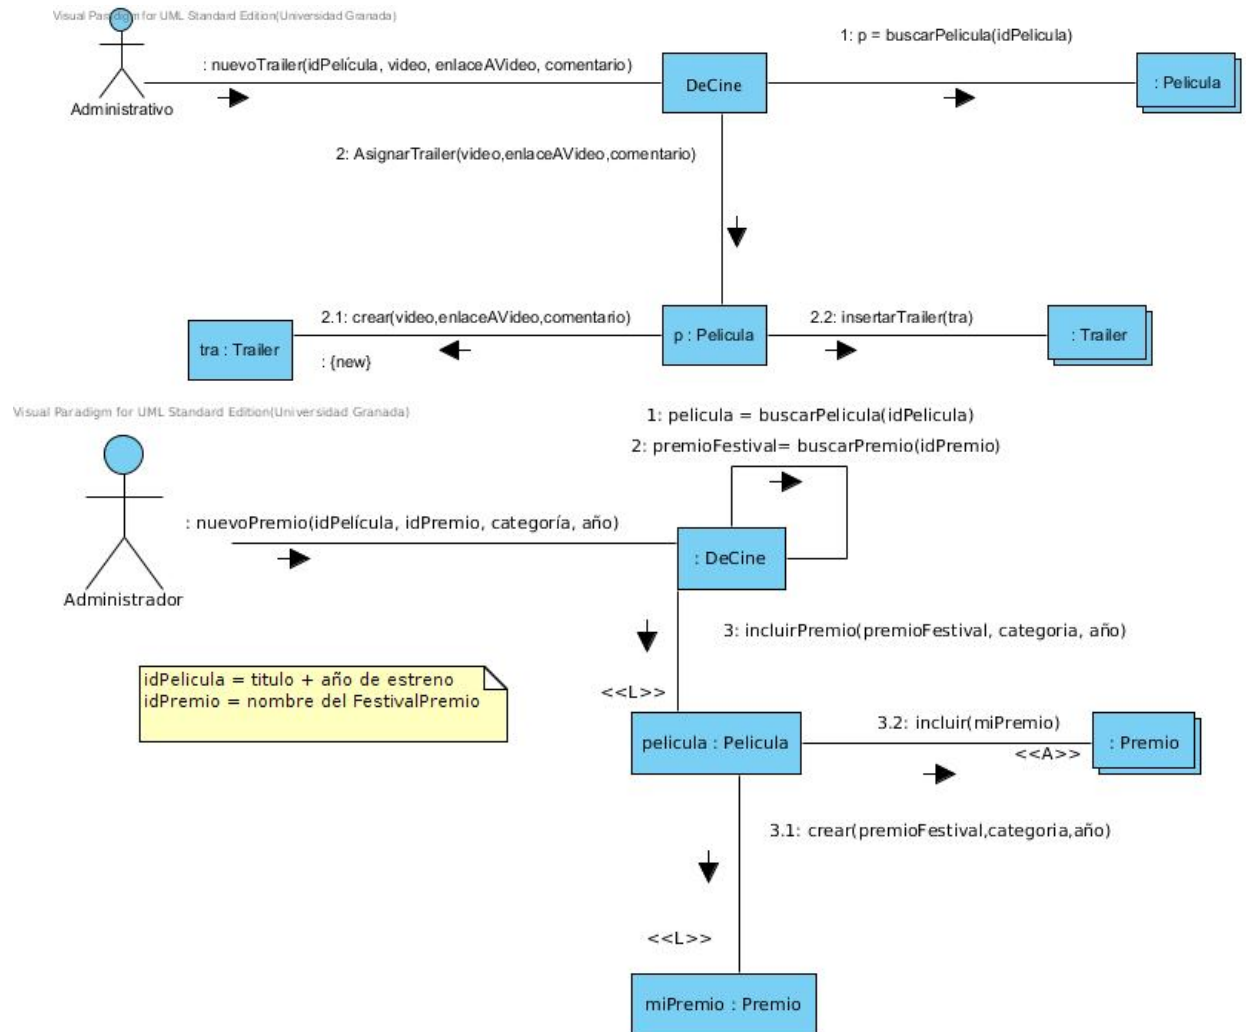 Visual Paradigm for UML Standard Edition(Universidad Granada)
1: p = buscarPelicula(idPelicula)
: nuevoTrailer(idPelícula, video, enlaceAVideo, comentario)
DeCine
: Pelicula
Administrativo
2: AsignarTrailer(video,enlaceAVideo,comentario)
2.1: crear(video,enlaceAVideo,comentario)
2.2: insertarTrailer(tra)
tra : Trailer
p : Pelicula
: Trailer
: {new}
Visual Paradigm for UML Standard Edition(Universidad Granada)
1: pelicula = buscarPelicula(idPelicula)
2: premioFestival= buscarPremio(idPremio)
: nuevoPremio(idPelícula, idPremio, categoría, año)
: DeCine
Administrador
3: incluirPremio(premioFestival, categoria, año)
idPelicula = titulo + año de estreno
idPremio = nombre del FestivalPremio
<<L>>
3.2: incluir(miPremio)
pelicula : Pelicula
: Premio
<<A>>
3.1: crear(premioFestival,categoria,año)
<<L>>
miPremio : Premio